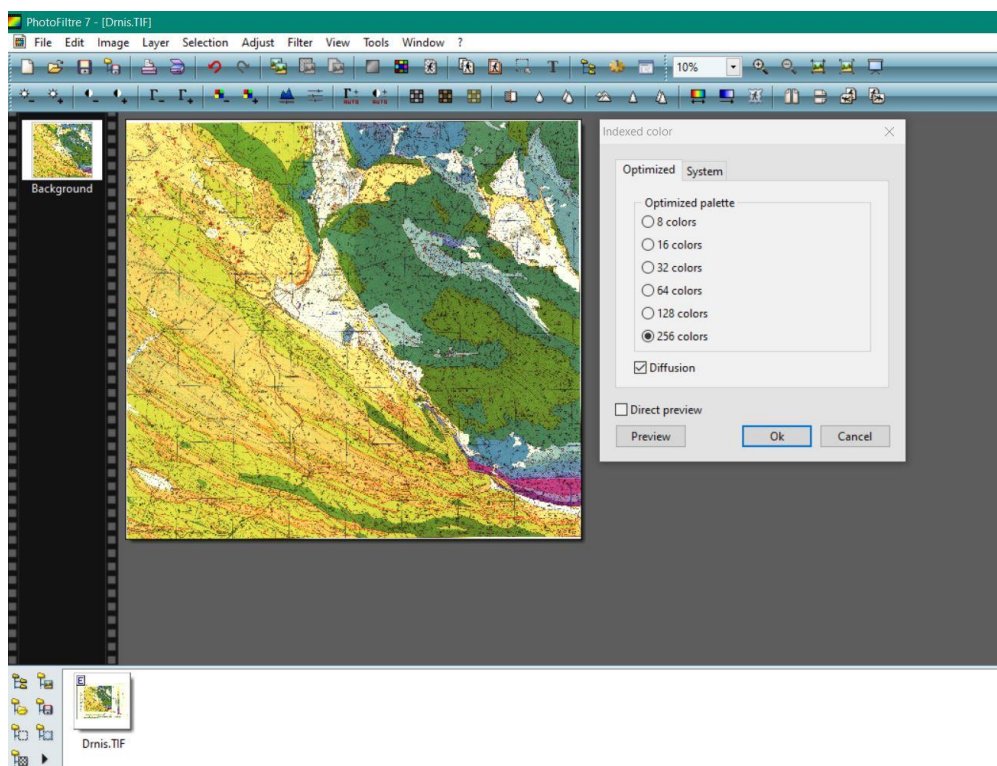 PhotoFiltre 7 - [Drnis.TIF]
File Edit Image Layer Selection Adjust Filter View Tools Window ?
T 10%
AUTO AUTO
Background
Indexed color
Optimized System
Optimized palette
8 colors
16 colors
32 colors
64 colors
128 colors
256 colors
Diffusion
Direct preview
Preview Ok Cancel
E
Drnis.TIF